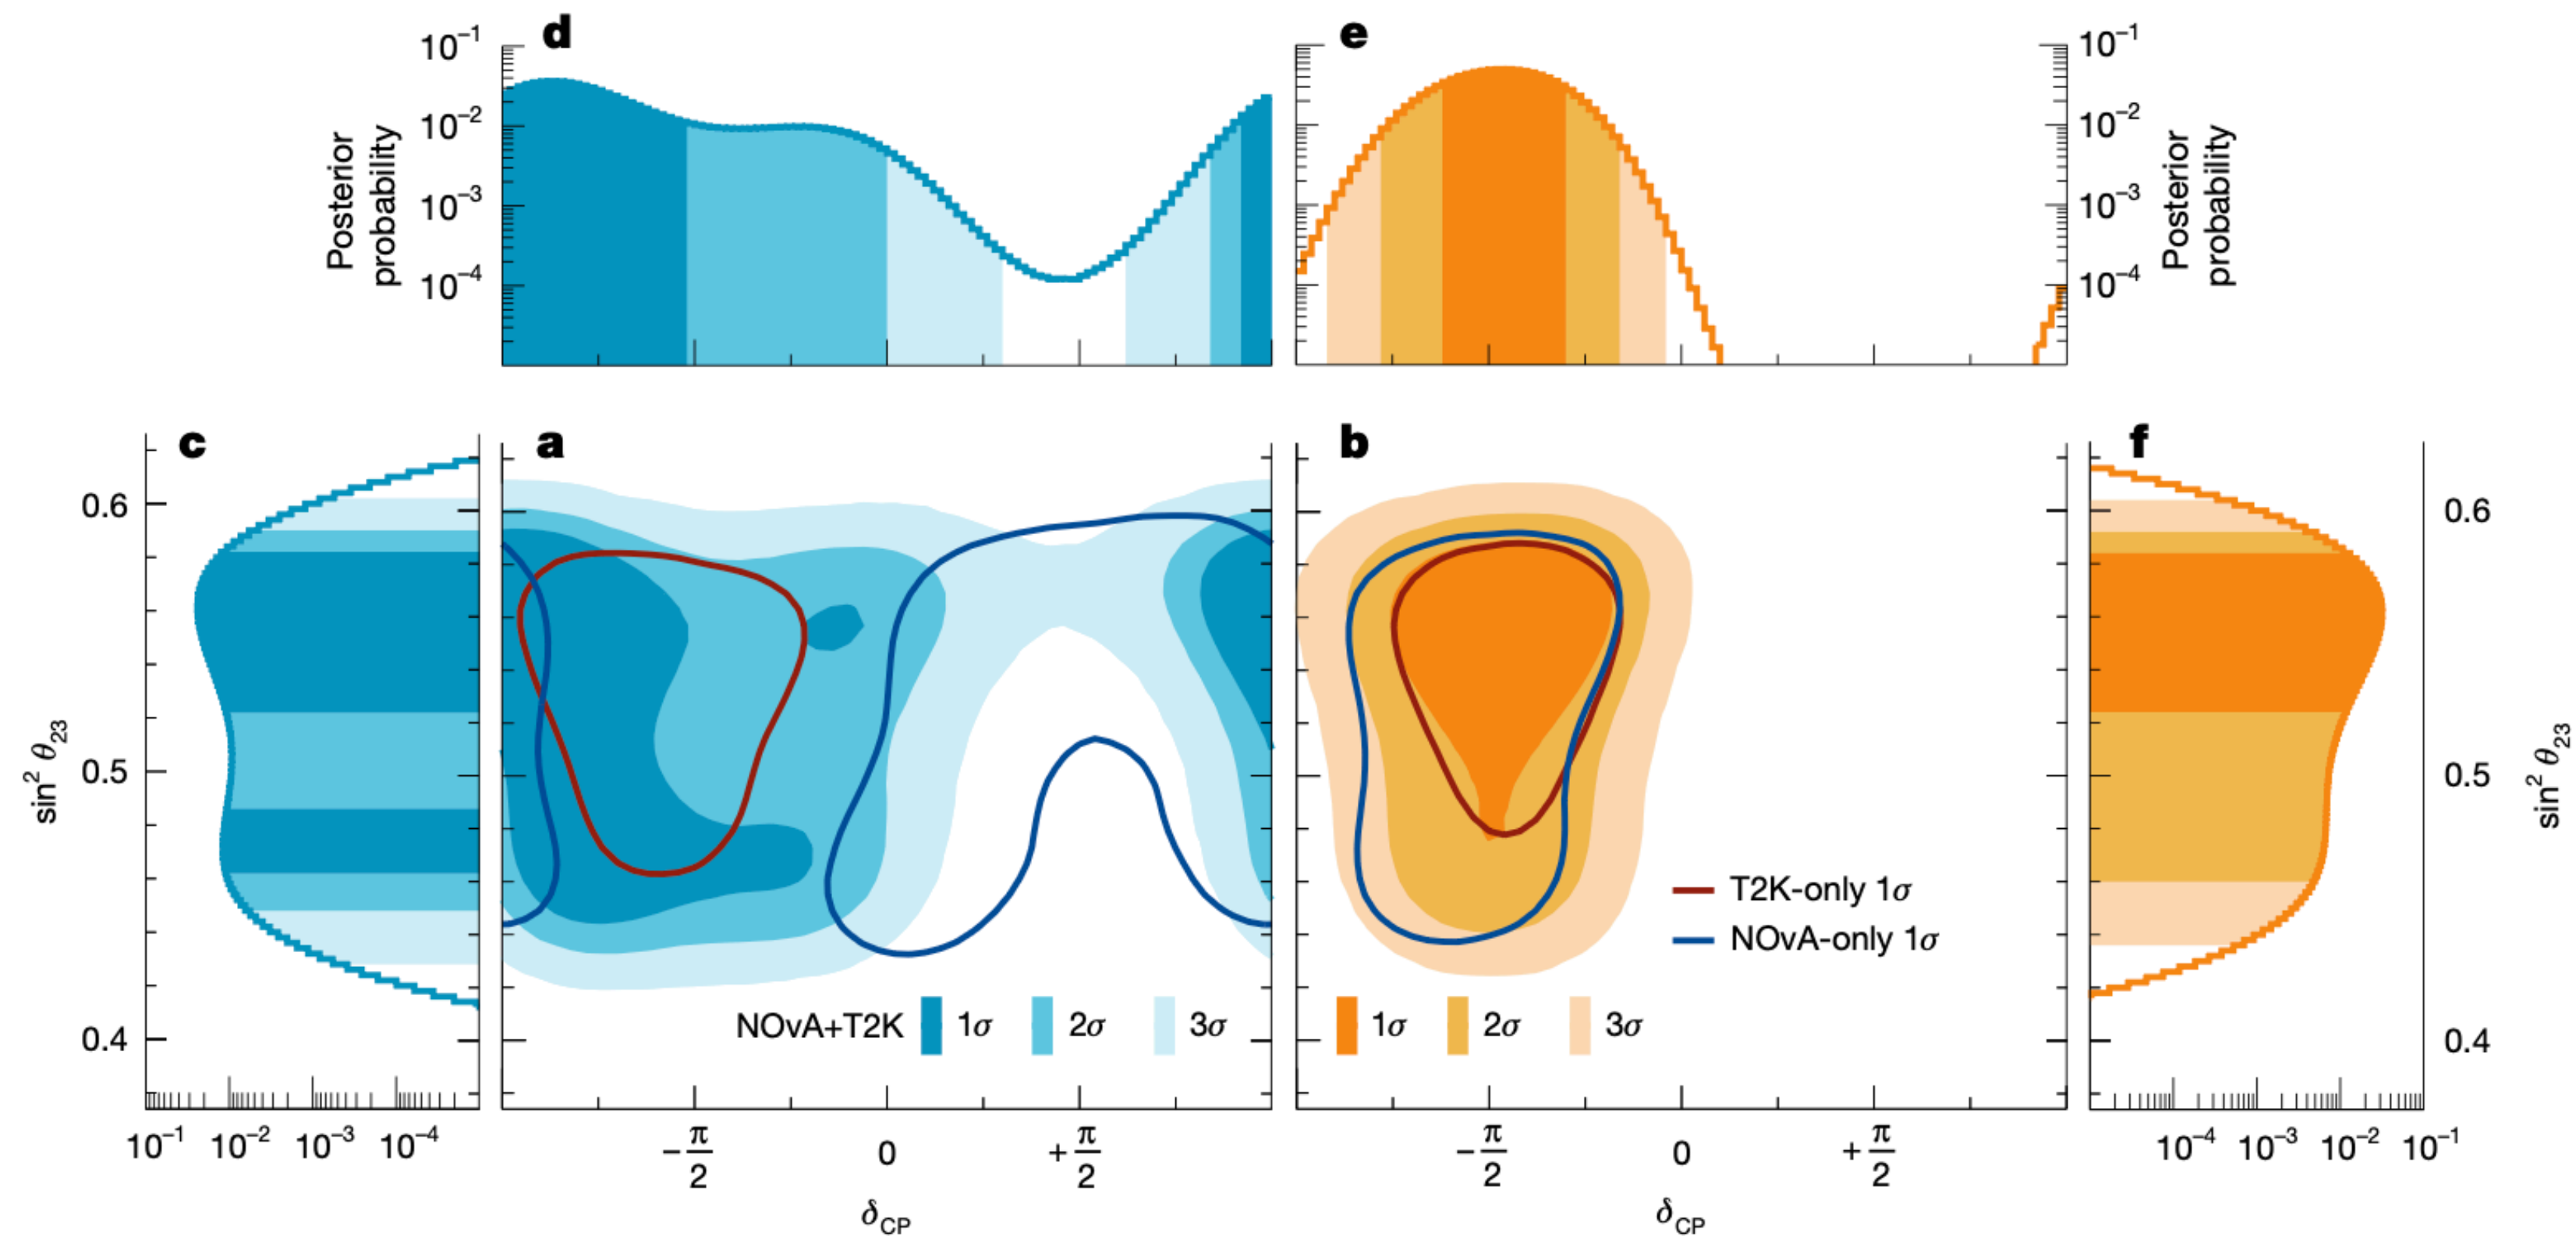 d
e
10⁻¹
10⁻²
10⁻³
10⁻⁴
Posterior
probability
10⁻¹
10⁻²
10⁻³
10⁻⁴
Posterior
probability
c
a
b
f
0.6
0.5
0.4
sin² θ₂₃
0.6
0.5
0.4
sin² θ₂₃
T2K-only 1σ
NOvA-only 1σ
NOvA+T2K 1σ 2σ 3σ
1σ 2σ 3σ
10⁻¹ 10⁻² 10⁻³ 10⁻⁴
−π/2 0 +π/2
−π/2 0 +π/2
10⁻⁴ 10⁻³ 10⁻² 10⁻¹
δCP
δCP